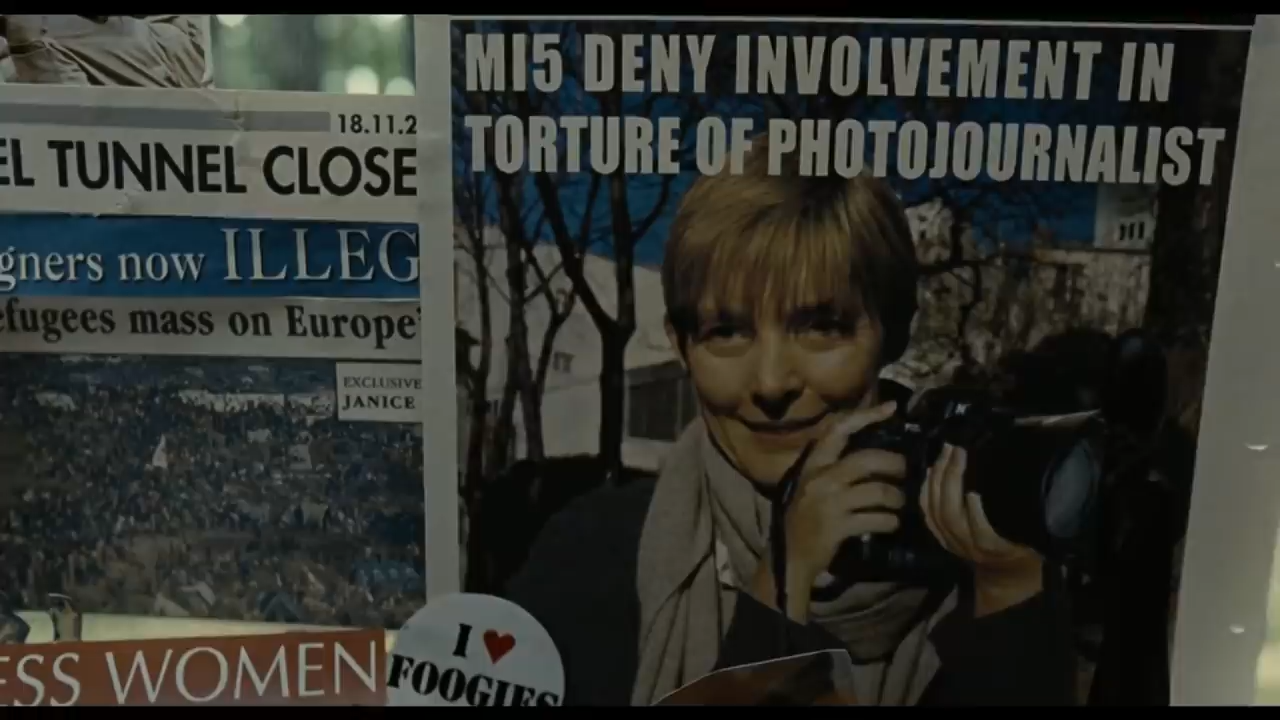 MI5 DENY INVOLVEMENT IN
TORTURE OF PHOTOJOURNALIST
18.11.2
EL TUNNEL CLOSE
gners now ILLEG
efugees mass on Europe'
EXCLUSIVE
JANICE
ESS WOMEN
I ♥
FOOGIES